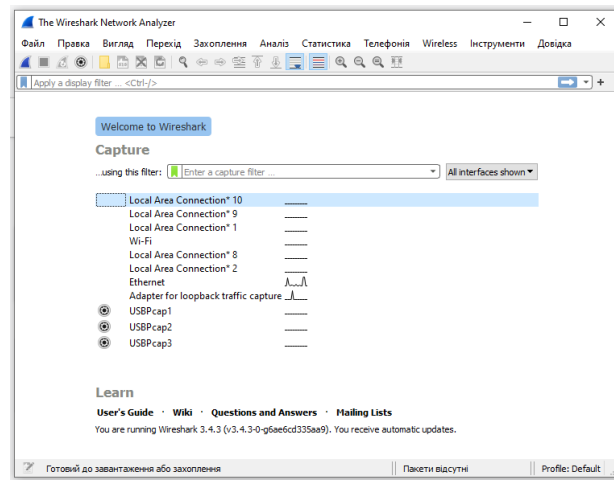 The Wireshark Network Analyzer
Файл Правка Вигляд Перехід Захоплення Аналіз Статистика Телефонія Wireless Інструменти Довідка
Apply a display filter ... <Ctrl-/>
Welcome to Wireshark
Capture
...using this filter: Enter a capture filter ... All interfaces shown
Local Area Connection* 10
Local Area Connection* 9
Local Area Connection* 1
Wi-Fi
Local Area Connection* 8
Local Area Connection* 2
Ethernet
Adapter for loopback traffic capture
USBPcap1
USBPcap2
USBPcap3
Learn
User's Guide · Wiki · Questions and Answers · Mailing Lists
You are running Wireshark 3.4.3 (v3.4.3-0-g6ae6cd335aa9). You receive automatic updates.
Готовий до завантаження або захоплення Пакети відсутні Profile: Default